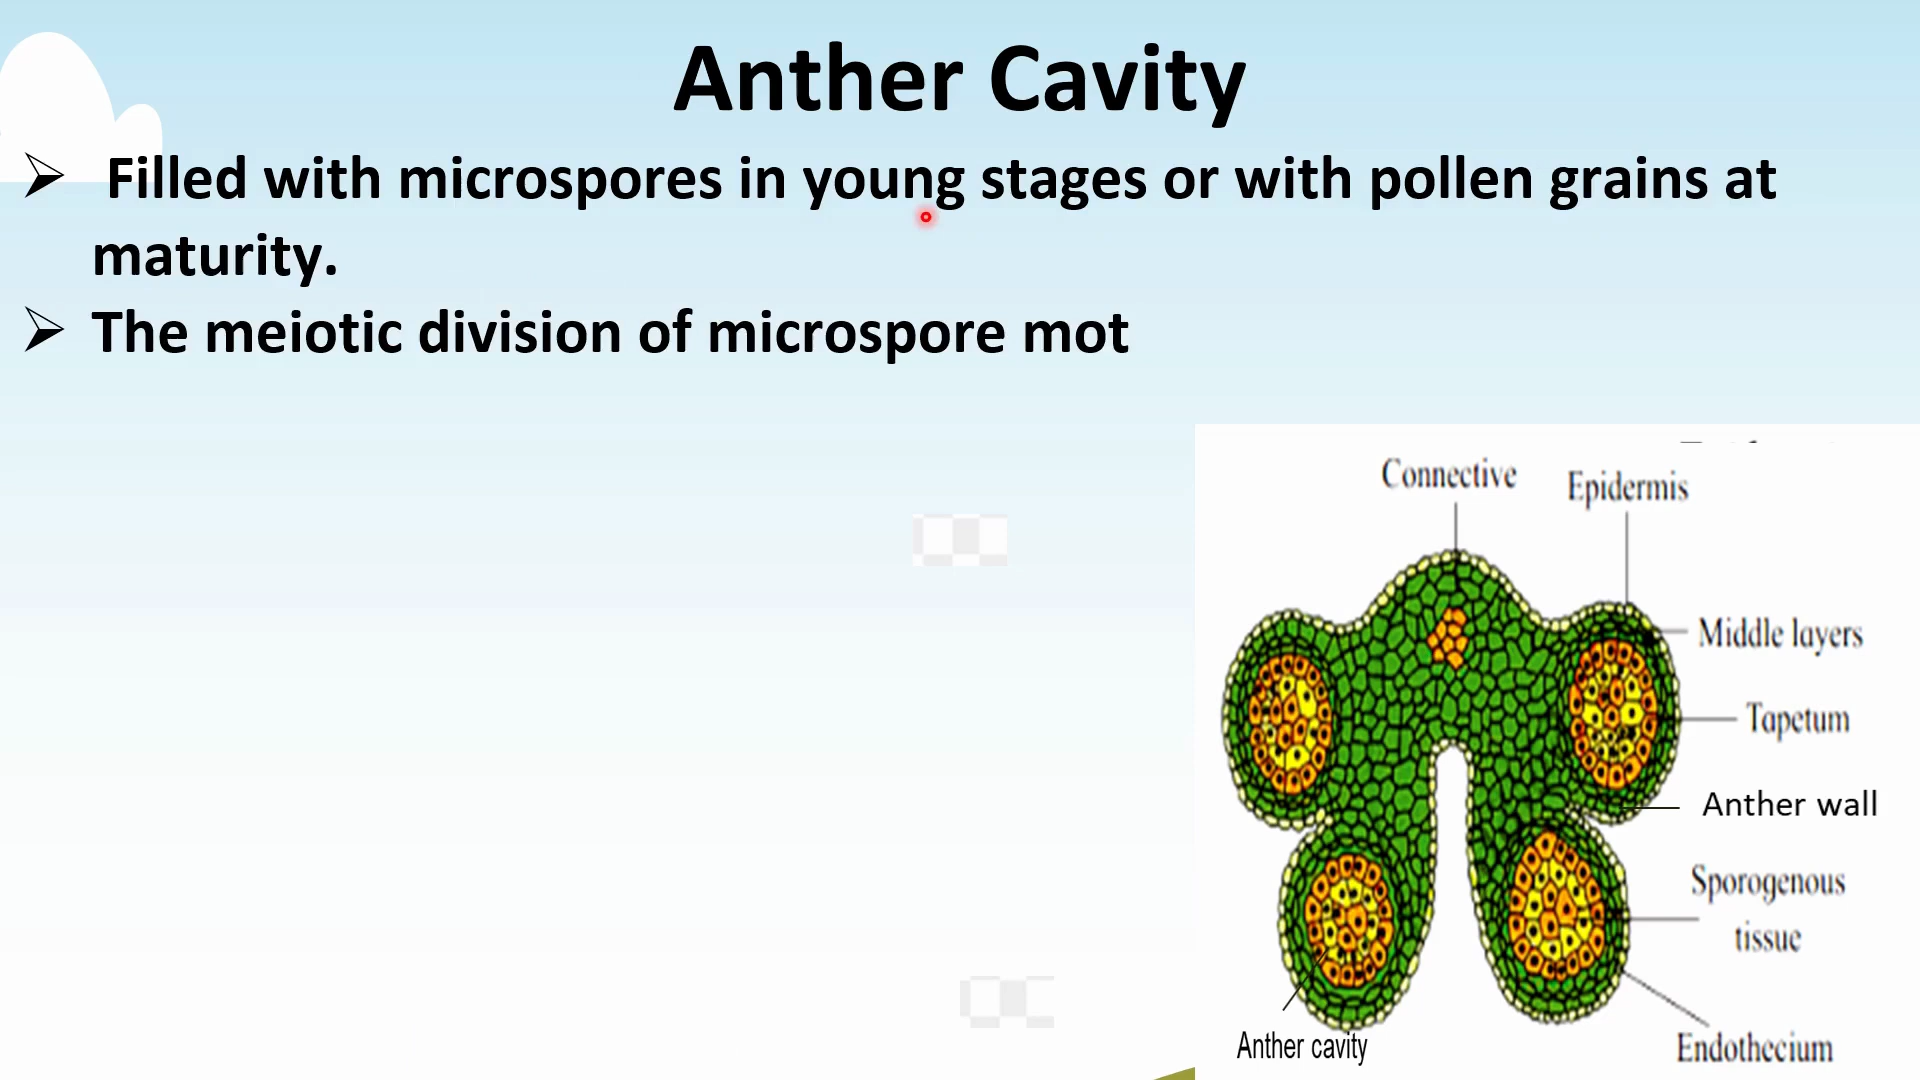 Anther Cavity
➢ Filled with microspores in young stages or with pollen grains at
maturity.
➢ The meiotic division of microspore mot
Connective
Epidermis
Middle layers
Tapetum
Anther wall
Sporogenous
tissue
Anther cavity
Endothecium